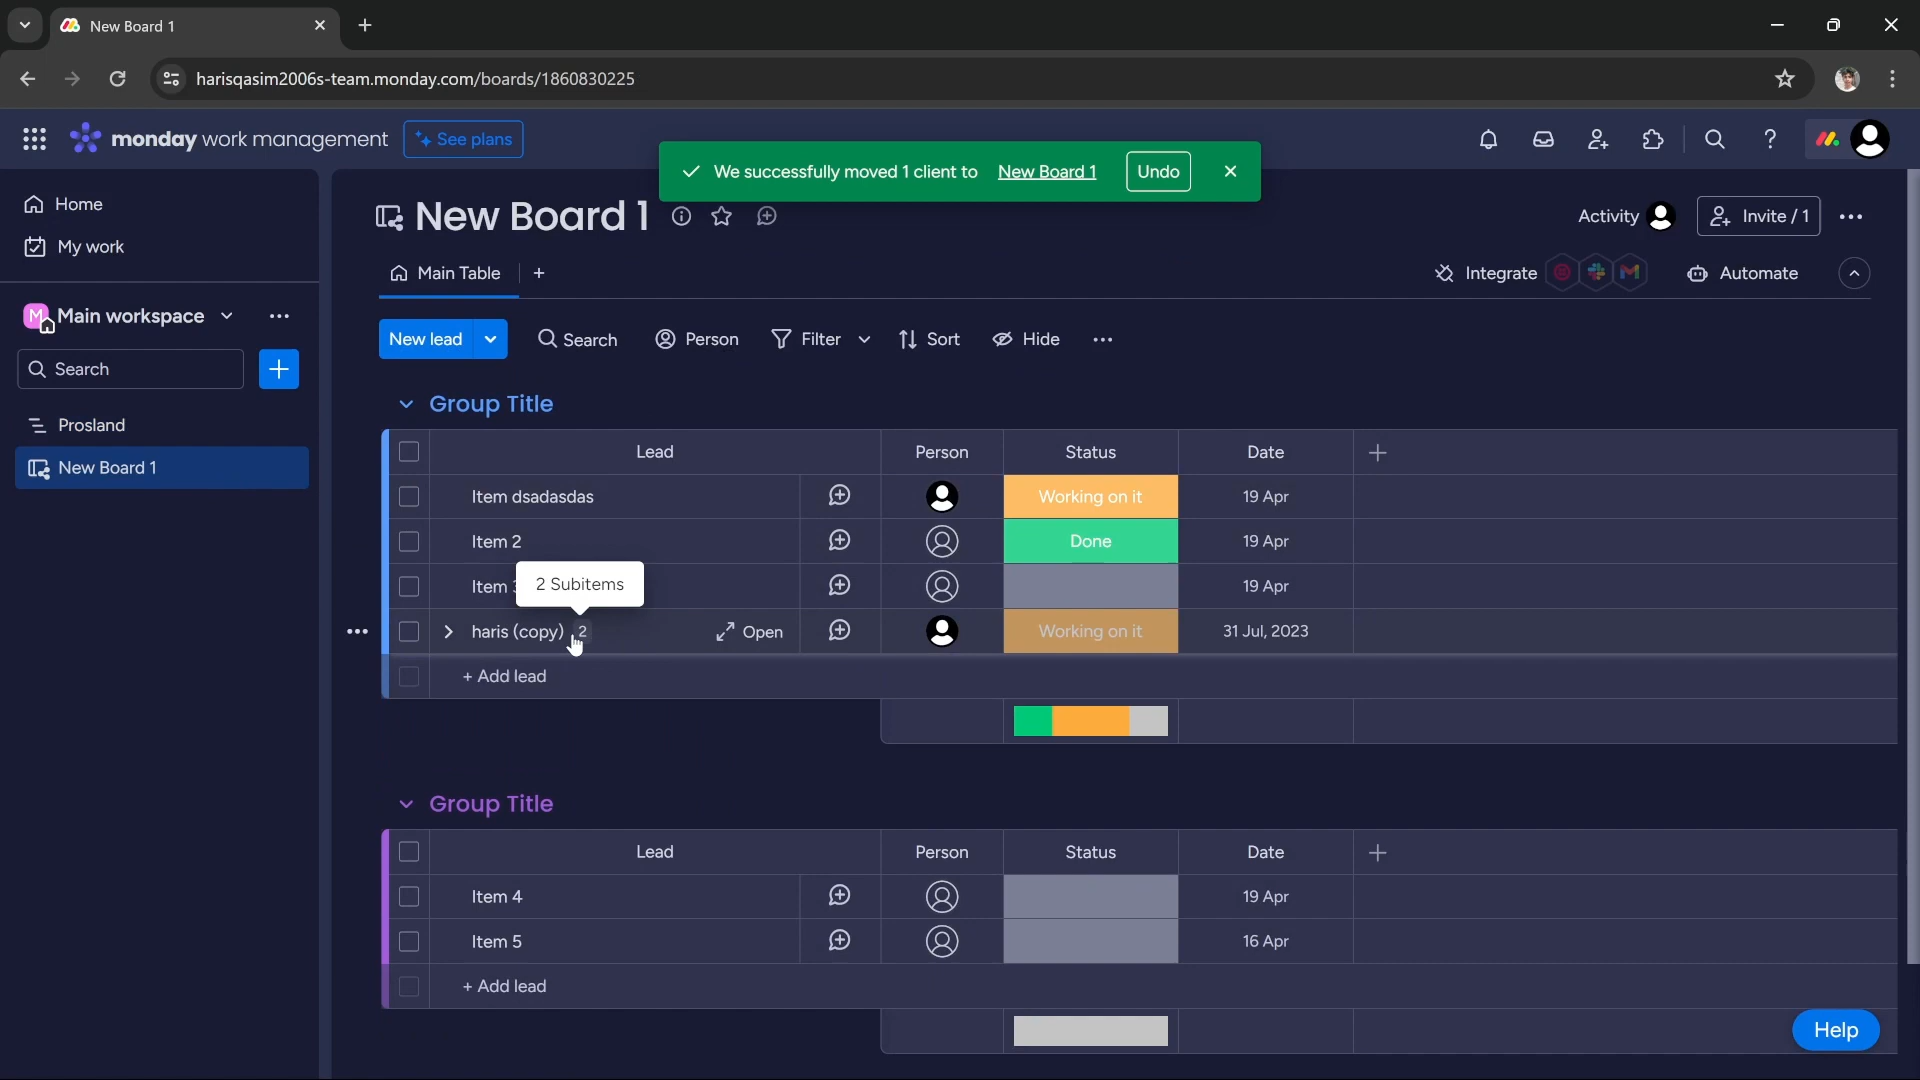 New Board 1
harisqasim2006s-team.monday.com/boards/1860830225
monday work management
See plans
We successfully moved 1 client to New Board 1 Undo
Home
My work
Main workspace
Search
Prosland
New Board 1
New Board 1
Activity
Invite / 1
Main Table
Integrate
Automate
New lead
Search
Person
Filter
Sort
Hide
Group Title
Lead Person Status Date
Item dsadasdas Working on it 19 Apr
Item 2 Done 19 Apr
2 Subitems
Item 19 Apr
haris (copy) 2 Open Working on it 31 Jul, 2023
+ Add lead
Group Title
Lead Person Status Date
Item 4 19 Apr
Item 5 16 Apr
+ Add lead
Help